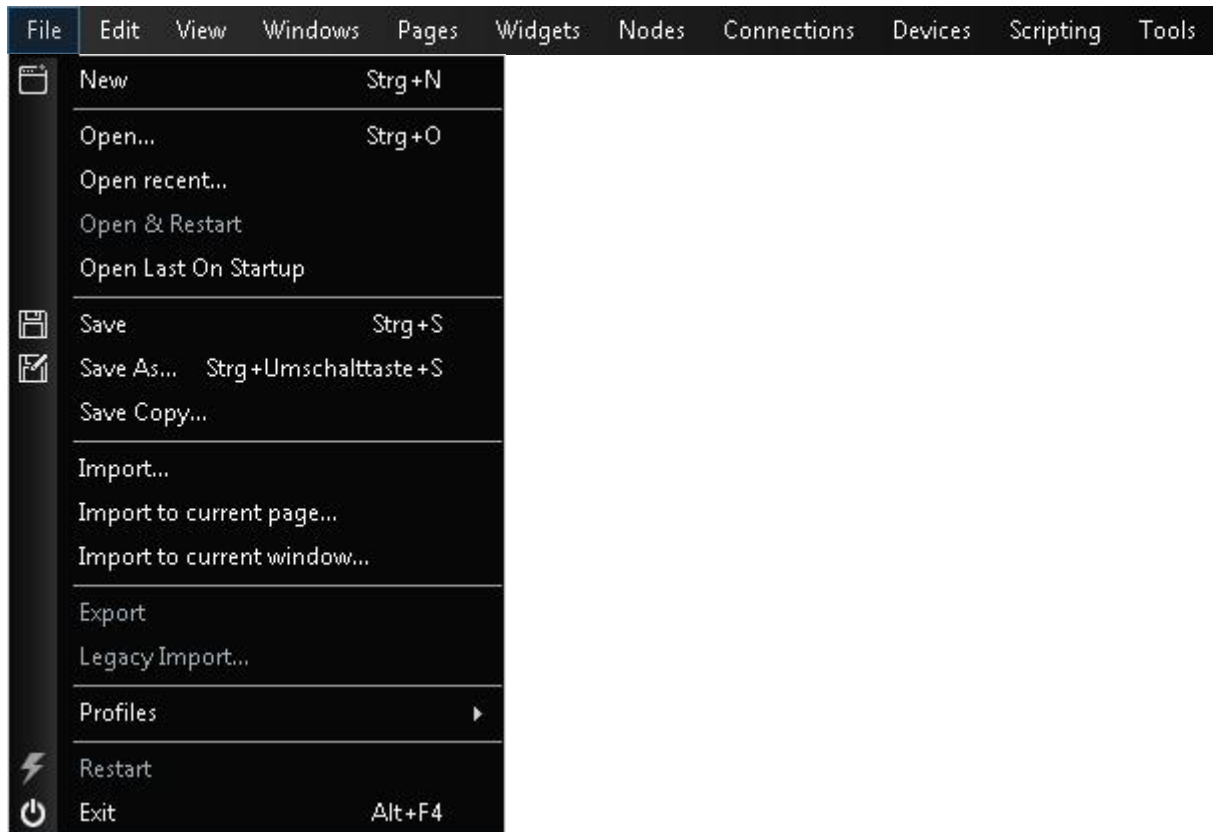 File Edit View Windows Pages Widgets Nodes Connections Devices Scripting Tools
New Strg+N
Open... Strg+O
Open recent...
Open & Restart
Open Last On Startup
Save Strg+S
Save As... Strg+Umschalttaste+S
Save Copy...
Import...
Import to current page...
Import to current window...
Export
Legacy Import...
Profiles
Restart
Exit Alt+F4